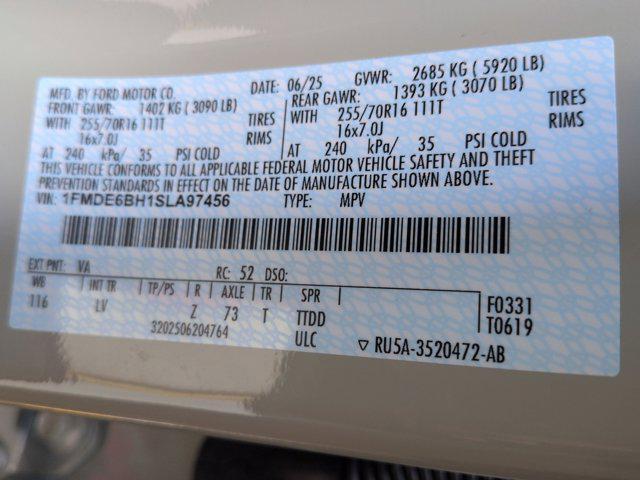 MFD. BY FORD MOTOR CO. DATE: 06/25 GVWR: 2685 KG ( 5920 LB)
FRONT GAWR: 1402 KG ( 3090 LB) REAR GAWR: 1393 KG ( 3070 LB)
WITH 255/70R16 111T TIRES WITH 255/70R16 111T TIRES
16x7.0J RIMS 16x7.0J RIMS
AT 240 kPa/ 35 PSI COLD AT 240 kPa/ 35 PSI COLD
THIS VEHICLE CONFORMS TO ALL APPLICABLE FEDERAL MOTOR VEHICLE SAFETY AND THEFT
PREVENTION STANDARDS IN EFFECT ON THE DATE OF MANUFACTURE SHOWN ABOVE.
VIN: 1FMDE6BH1SLA97456 TYPE: MPV
EXT PNT: VA RC: 52 DSO:
WB INT TR TP/PS R AXLE TR SPR F0331
116 LV Z 73 T TTDD T0619
3202506204764 ULC ▽ RU5A-3520472-AB